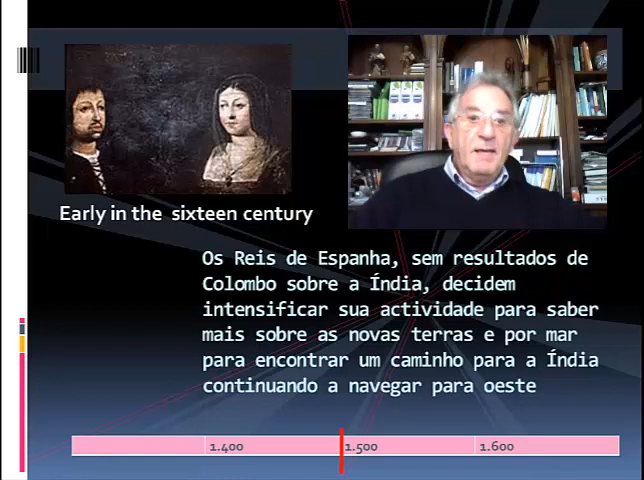 Early in the sixteen century
Os Reis de Espanha, sem resultados de
Colombo sobre a Índia, decidem
intensificar sua actividade para saber
mais sobre as novas terras e por mar
para encontrar um caminho para a Índia
continuando a navegar para oeste
1.400 1.500 1.600